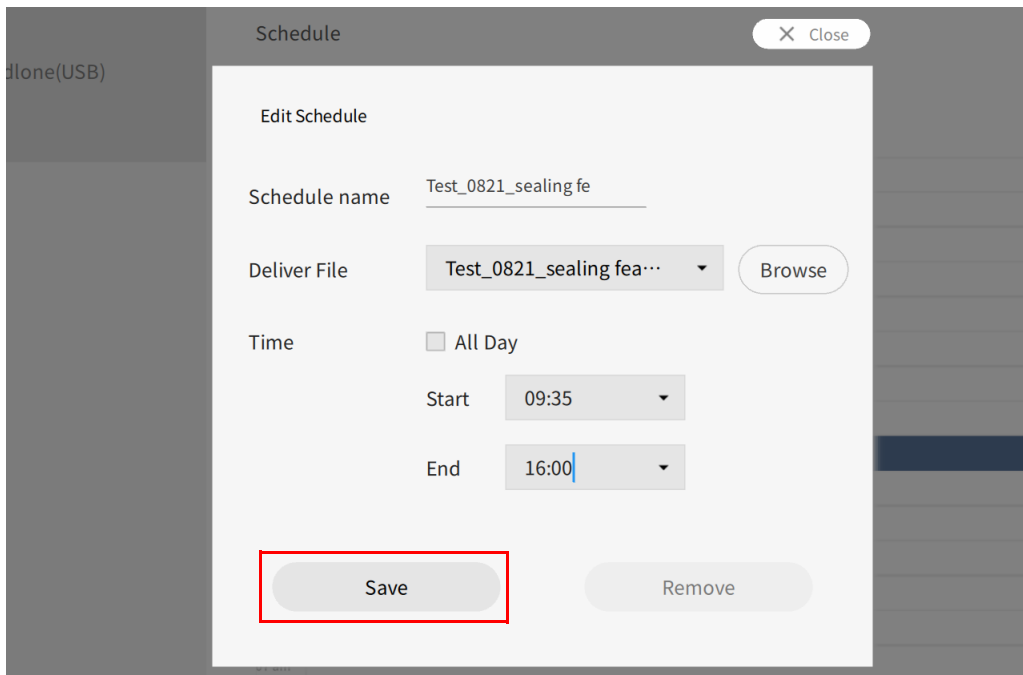 Schedule
Close
dlone(USB)
Edit Schedule
Schedule name
Test_0821_sealing fe
Deliver File
Test_0821_sealing fea···
Browse
Time
All Day
Start
09:35
End
16:00
Save
Remove